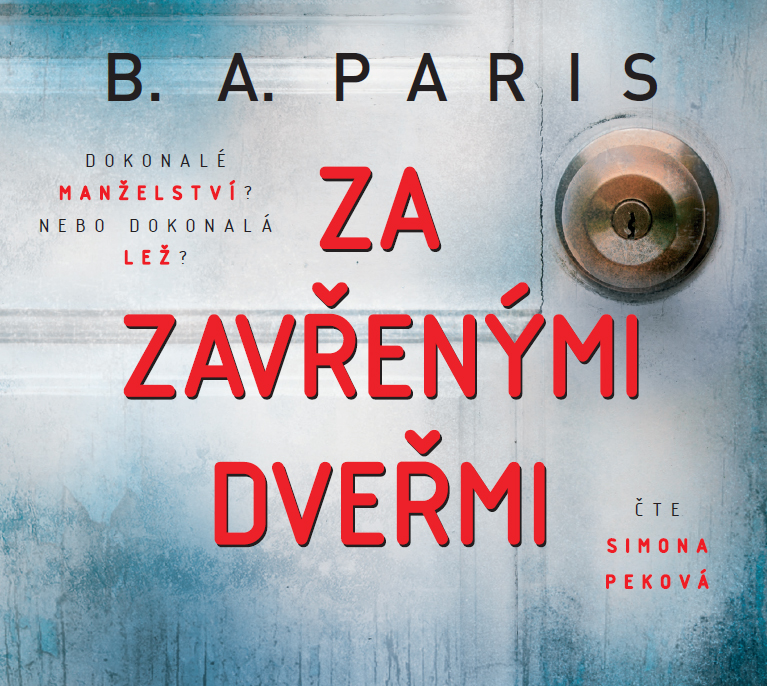 B. A. PARIS
DOKONALÉ
MANŽELSTVÍ?
NEBO DOKONALÁ
LEŽ?
ZA
ZAVŘENÝMI
DVEŘMI
ČTE
SIMONA
PEKOVÁ